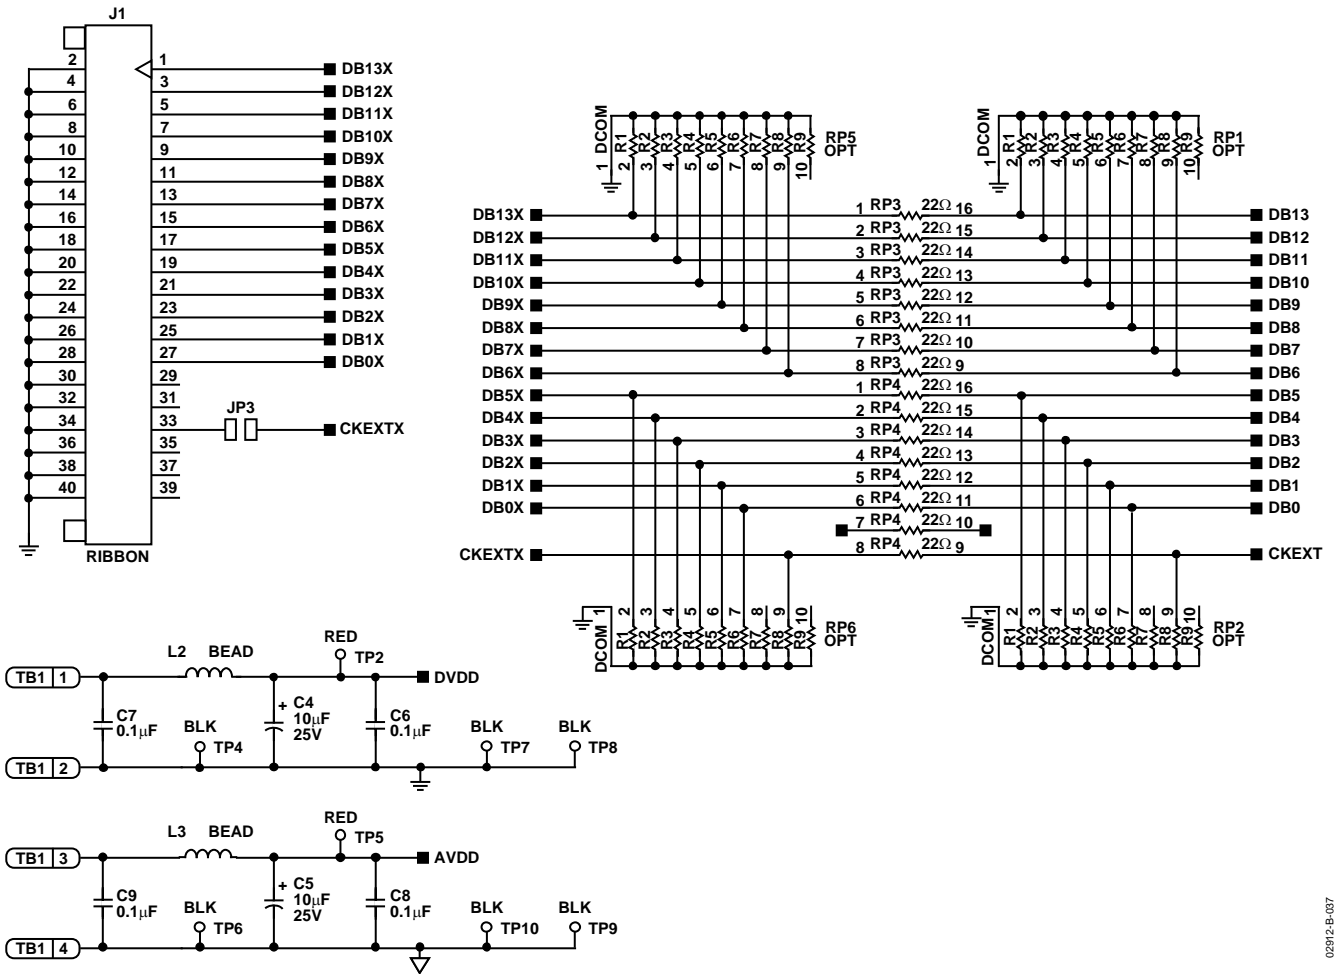 J1
2 1 DB13X
4 3 DB12X
6 5 DB11X
8 7 DB10X
10 9 DB9X
12 11 DB8X
14 13 DB7X
16 15 DB6X
18 17 DB5X
20 19 DB4X
22 21 DB3X
24 23 DB2X
26 25 DB1X
28 27 DB0X
30 29
32 31
34 33 JP3 CKEXTX
36 35
38 37
40 39
RIBBON
1 DCOM
R1 R2 R3 R4 R5 R6 R7 R8 R9
2 3 4 5 6 7 8 9 10
RP5
OPT
1 DCOM
R1 R2 R3 R4 R5 R6 R7 R8 R9
2 3 4 5 6 7 8 9 10
RP1
OPT
DB13X 1 RP3 22Ω 16 DB13
DB12X 2 RP3 22Ω 15 DB12
DB11X 3 RP3 22Ω 14 DB11
DB10X 4 RP3 22Ω 13 DB10
DB9X 5 RP3 22Ω 12 DB9
DB8X 6 RP3 22Ω 11 DB8
DB7X 7 RP3 22Ω 10 DB7
DB6X 8 RP3 22Ω 9 DB6
DB5X 1 RP4 22Ω 16 DB5
DB4X 2 RP4 22Ω 15 DB4
DB3X 3 RP4 22Ω 14 DB3
DB2X 4 RP4 22Ω 13 DB2
DB1X 5 RP4 22Ω 12 DB1
DB0X 6 RP4 22Ω 11 DB0
7 RP4 22Ω 10
CKEXTX 8 RP4 22Ω 9 CKEXT
DCOM 1
2 3 4 5 6 7 8 9 10
R1 R2 R3 R4 R5 R6 R7 R8 R9
RP6
OPT
DCOM 1
2 3 4 5 6 7 8 9 10
R1 R2 R3 R4 R5 R6 R7 R8 R9
RP2
OPT
L2 BEAD
RED
TP2
TB1 1
DVDD
C7
0.1μF
BLK
TP4
+ C4
10μF
25V
C6
0.1μF
BLK
TP7
BLK
TP8
TB1 2
L3 BEAD
RED
TP5
TB1 3
AVDD
C9
0.1μF
BLK
TP6
+ C5
10μF
25V
C8
0.1μF
BLK
TP10
BLK
TP9
TB1 4
02912-B-037